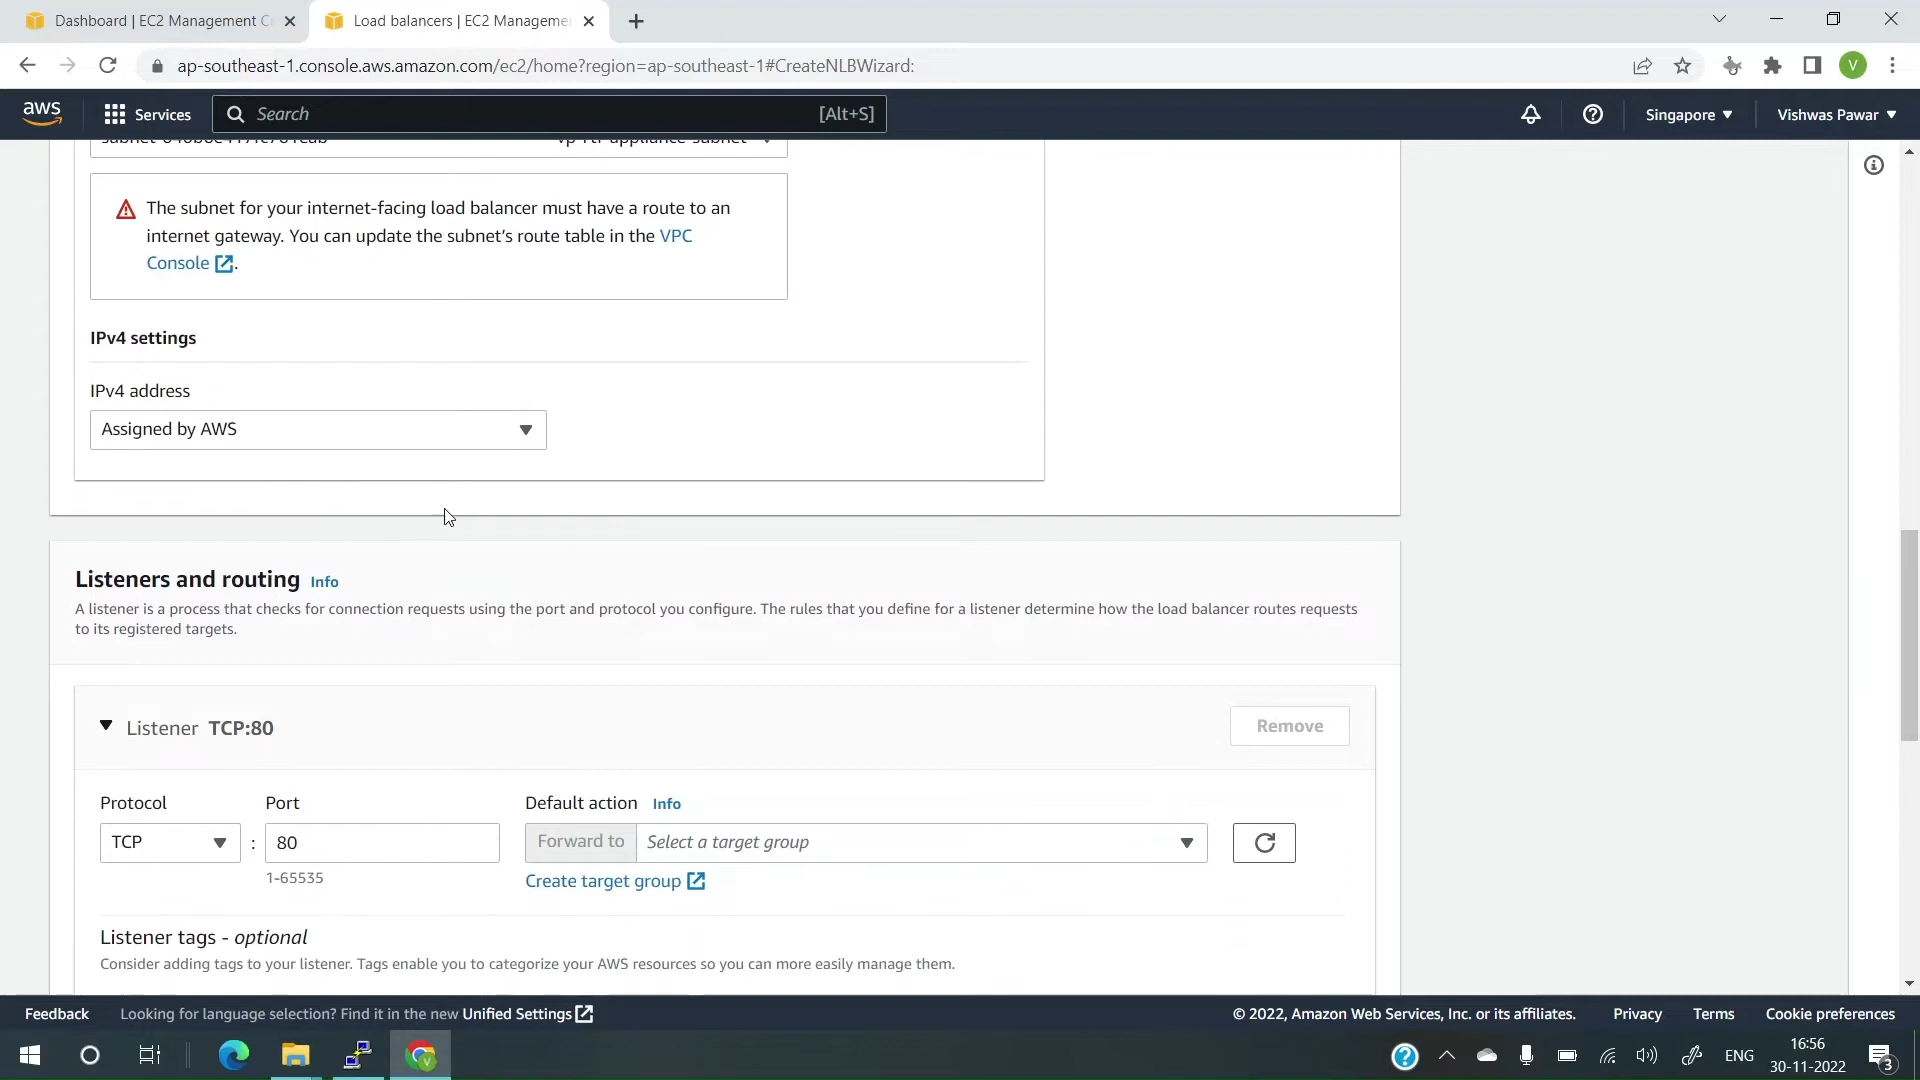 Dashboard | EC2 Management C
Load balancers | EC2 Manageme
ap-southeast-1.console.aws.amazon.com/ec2/home?region=ap-southeast-1#CreateNLBWizard:
V
aws
Services
Search
[Alt+S]
Singapore
Vishwas Pawar
The subnet for your internet-facing load balancer must have a route to an
internet gateway. You can update the subnet's route table in the VPC
Console .
IPv4 settings
IPv4 address
Assigned by AWS
Listeners and routing Info
A listener is a process that checks for connection requests using the port and protocol you configure. The rules that you define for a listener determine how the load balancer routes requests
to its registered targets.
Listener TCP:80
Remove
Protocol
Port
Default action Info
TCP
:
80
Forward to
Select a target group
1-65535
Create target group
Listener tags - optional
Consider adding tags to your listener. Tags enable you to categorize your AWS resources so you can more easily manage them.
Feedback
Looking for language selection? Find it in the new Unified Settings
© 2022, Amazon Web Services, Inc. or its affiliates.
Privacy
Terms
Cookie preferences
ENG
16:56
30-11-2022
3